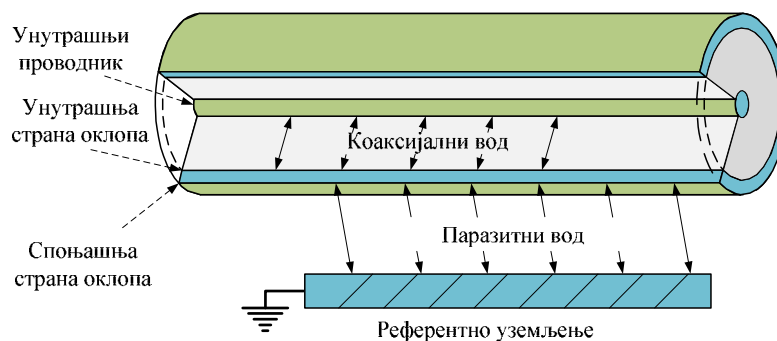 Унутрашњи
проводник
Унутрашња
страна оклопа
Коаксијални вод
Спољашња
страна оклопа
Паразитни вод
Референтно уземљење